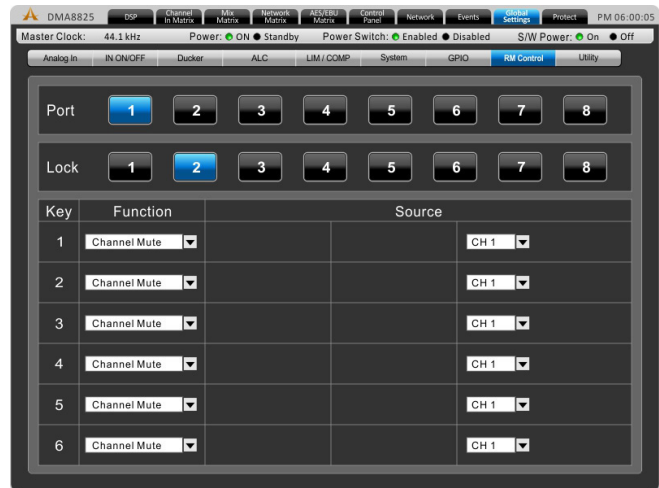 DMA8825 DSP Channel In Matrix Mix Matrix Network Matrix AES/EBU Matrix Control Panel Network Events Global Settings Protect PM 06:00:05
Master Clock: 44.1 kHz Power: ON Standby Power Switch: Enabled Disabled S/W Power: On Off
Analog In IN ON/OFF Ducker ALC LIM / COMP System GPIO RM Control Utility
Port 1 2 3 4 5 6 7 8
Lock 1 2 3 4 5 6 7 8
Key Function Source
1 Channel Mute CH 1
2 Channel Mute CH 1
3 Channel Mute CH 1
4 Channel Mute CH 1
5 Channel Mute CH 1
6 Channel Mute CH 1